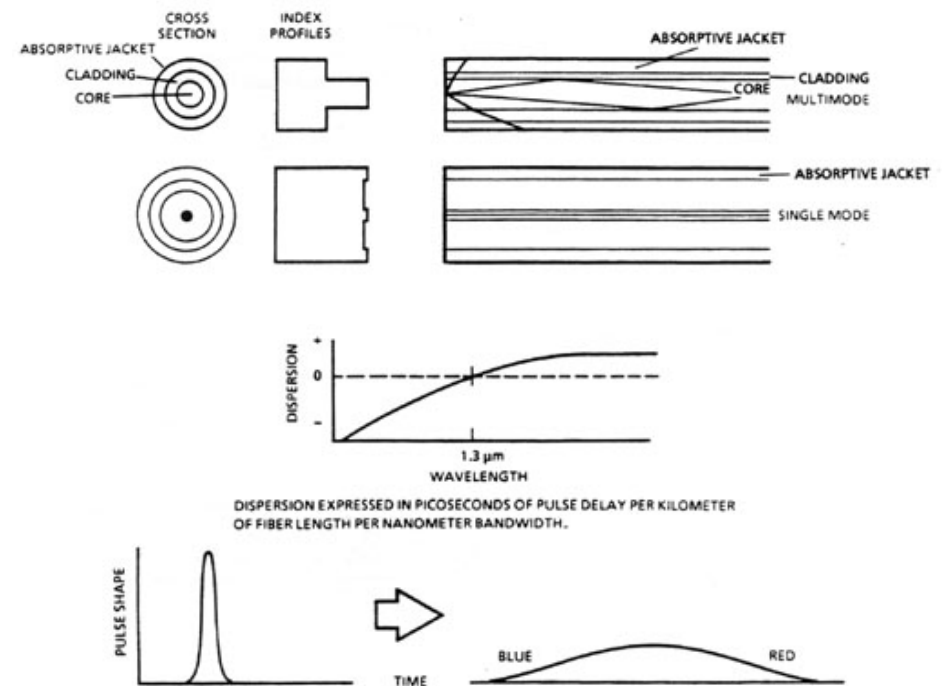 CROSS
SECTION
INDEX
PROFILES
ABSORPTIVE JACKET
CLADDING
CORE
ABSORPTIVE JACKET
CLADDING
CORE
MULTIMODE
ABSORPTIVE JACKET
SINGLE MODE
DISPERSION
+
0
–
1.3 µm
WAVELENGTH
DISPERSION EXPRESSED IN PICOSECONDS OF PULSE DELAY PER KILOMETER
OF FIBER LENGTH PER NANOMETER BANDWIDTH.
PULSE SHAPE
TIME
BLUE
RED